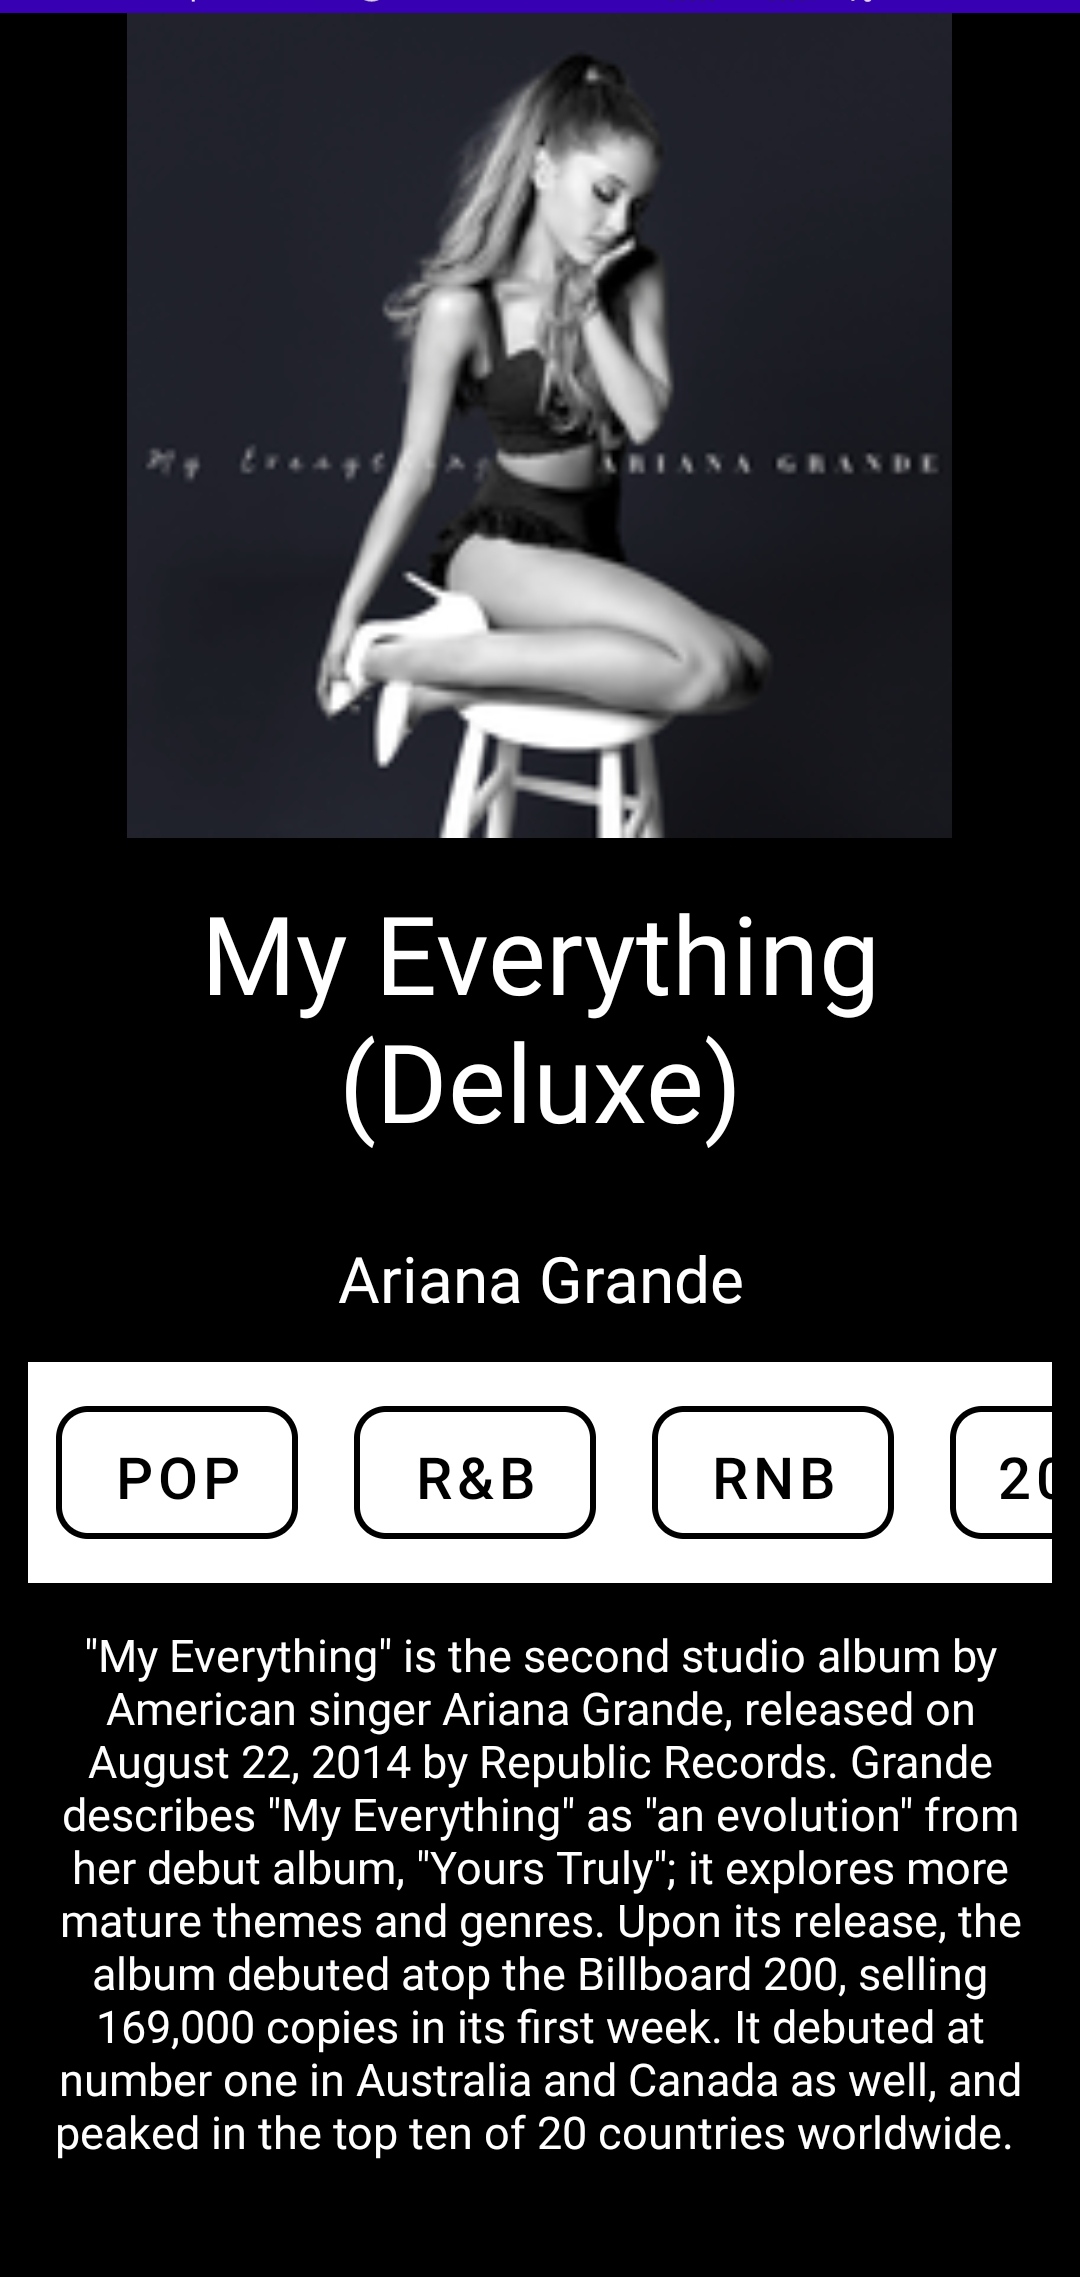 My Everything ARIANA GRANDE
My Everything
(Deluxe)
Ariana Grande
POP R&B RNB 20
"My Everything" is the second studio album by
American singer Ariana Grande, released on
August 22, 2014 by Republic Records. Grande
describes "My Everything" as "an evolution" from
her debut album, "Yours Truly"; it explores more
mature themes and genres. Upon its release, the
album debuted atop the Billboard 200, selling
169,000 copies in its first week. It debuted at
number one in Australia and Canada as well, and
peaked in the top ten of 20 countries worldwide.